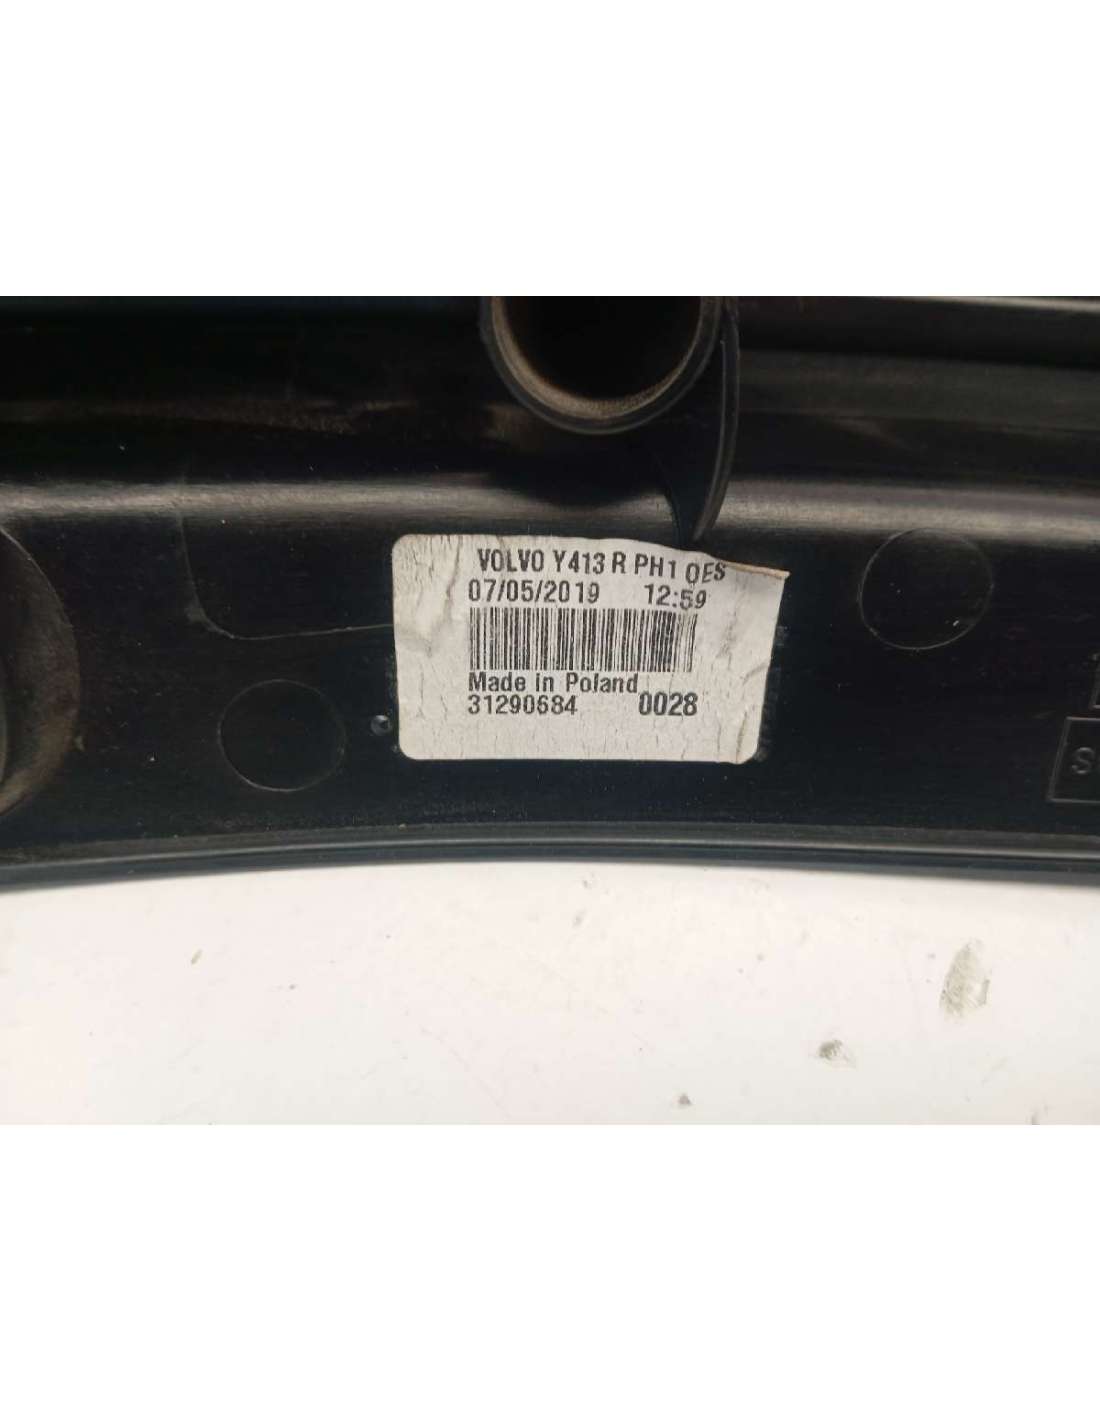 VOLVO Y413 R PH1 OES
07/05/2019 12:59
Made in Poland
31290684 0028